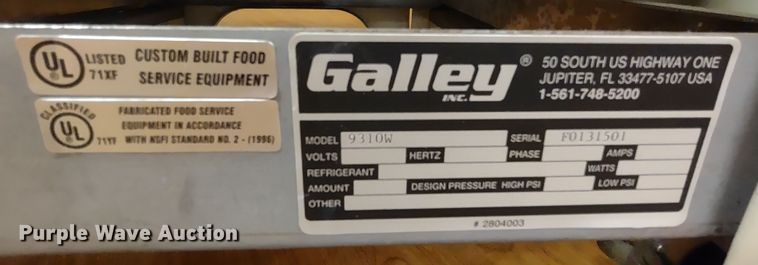 UL LISTED 71XF
CUSTOM BUILT FOOD
SERVICE EQUIPMENT
CLASSIFIED UL 71YF
FABRICATED FOOD SERVICE
EQUIPMENT IN ACCORDANCE
WITH NSFI STANDARD NO. 2 - (1996)
Galley®
INC.
50 SOUTH US HIGHWAY ONE
JUPITER, FL 33477-5107 USA
1-561-748-5200
MODEL 9310W SERIAL F0131501
VOLTS HERTZ PHASE AMPS
REFRIGERANT WATTS
AMOUNT DESIGN PRESSURE HIGH PSI LOW PSI
OTHER
# 2804003
Purple Wave Auction